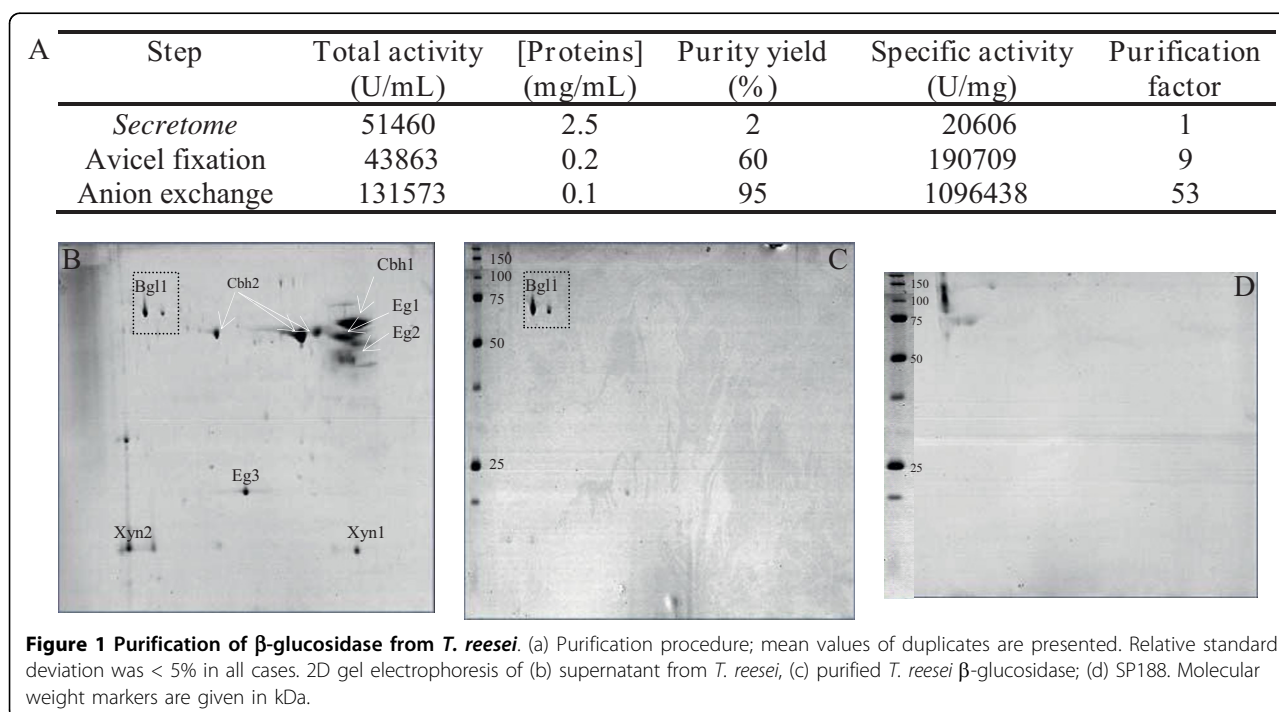 A
Step Total activity (U/mL) [Proteins] (mg/mL) Purity yield (%) Specific activity (U/mg) Purification factor
Secretome 51460 2.5 2 20606 1
Avicel fixation 43863 0.2 60 190709 9
Anion exchange 131573 0.1 95 1096438 53
B
Bgl1
Cbh2
Cbh1
Eg1
Eg2
Eg3
Xyn2
Xyn1
C
150
100
75
50
25
Bgl1
D
150
100
75
50
25
Figure 1 Purification of β-glucosidase from T. reesei. (a) Purification procedure; mean values of duplicates are presented. Relative standard
deviation was < 5% in all cases. 2D gel electrophoresis of (b) supernatant from T. reesei, (c) purified T. reesei β-glucosidase; (d) SP188. Molecular
weight markers are given in kDa.